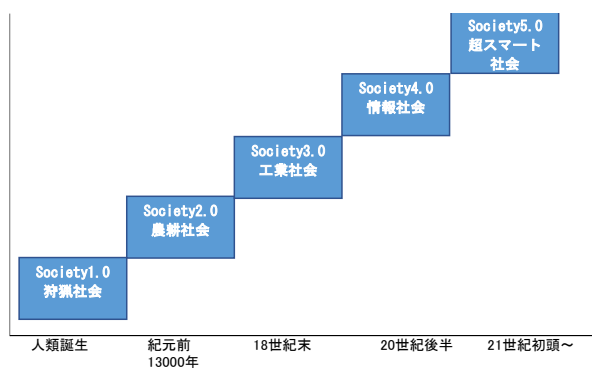 Society5.0
超スマート
社会
Society4.0
情報社会
Society3.0
工業社会
Society2.0
農耕社会
Society1.0
狩猟社会
人類誕生
紀元前
13000年
18世紀末
20世紀後半
21世紀初頭～